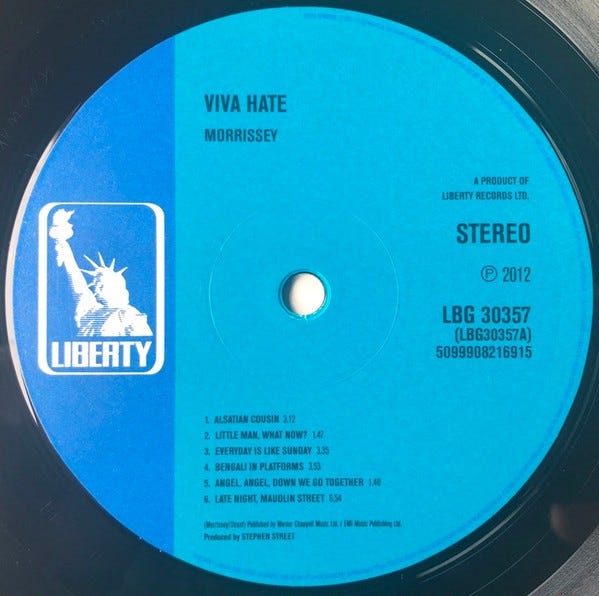 VIVA HATE
MORRISSEY
A PRODUCT OF
LIBERTY RECORDS LTD.
STEREO
℗ 2012
LBG 30357
(LBG30357A)
5099908216915
LIBERTY
1. ALSATIAN COUSIN 3.12
2. LITTLE MAN, WHAT NOW? 1.47
3. EVERYDAY IS LIKE SUNDAY 3.35
4. BENGALI IN PLATFORMS 3.53
5. ANGEL, ANGEL, DOWN WE GO TOGETHER 1.40
6. LATE NIGHT, MAUDLIN STREET 5.54
(Morrissey/Street) Published by Warner Chappell Music Ltd. / EMI Music Publishing Ltd.
Produced by STEPHEN STREET